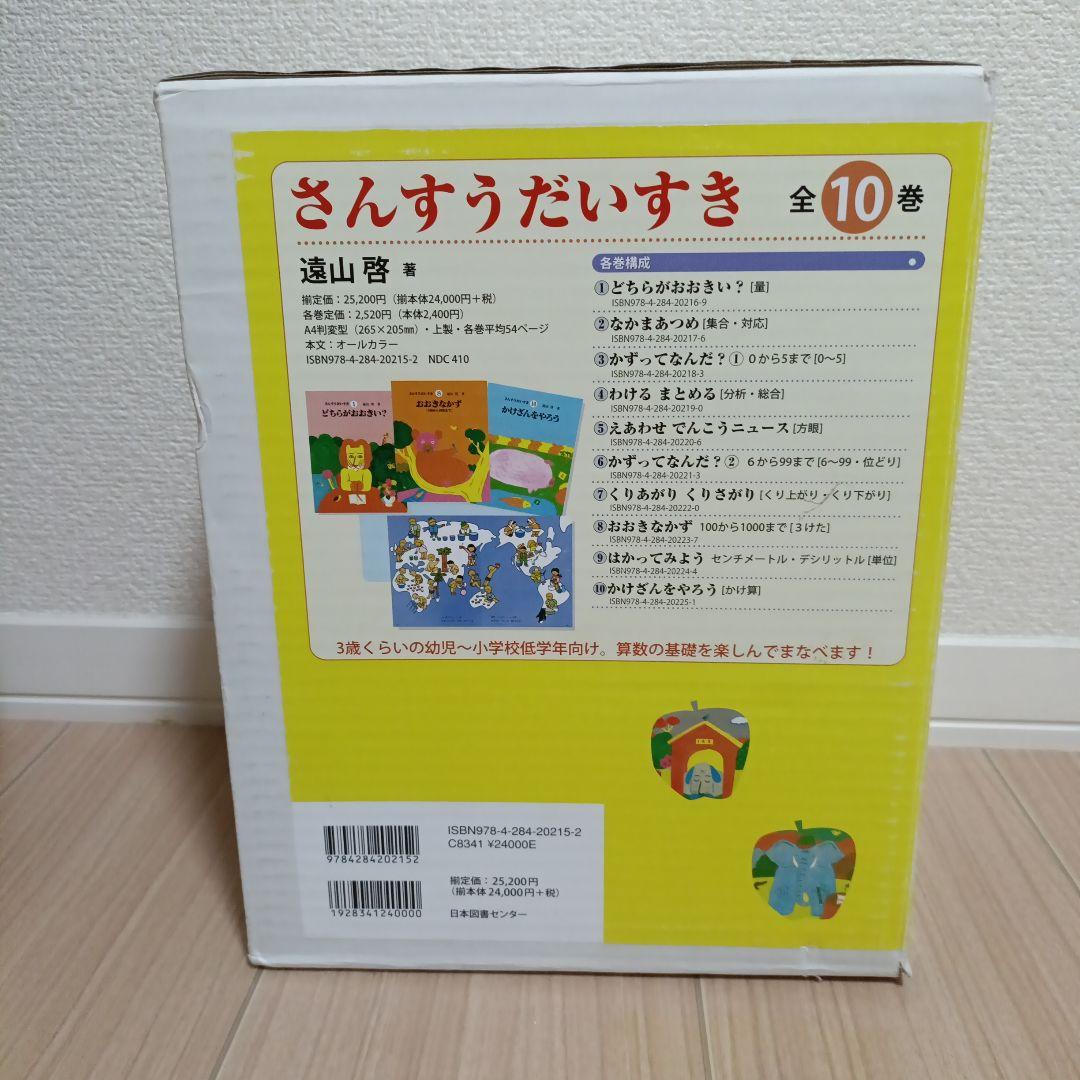 さんすうだいすき 全10巻
遠山 啓 著
揃定価：25,200円（揃本体24,000円＋税）
各巻定価：2,520円（本体2,400円）
A4判変型（265×205㎜）・上製・各巻平均54ページ
本文：オールカラー
ISBN978-4-284-20215-2 NDC 410
どちらがおおきい？
おおきなかず
かけざんをやろう
各巻構成
①どちらがおおきい？［量］
ISBN978-4-284-20216-9
②なかまあつめ［集合・対応］
ISBN978-4-284-20217-6
③かずってなんだ？① 0から5まで［0〜5］
ISBN978-4-284-20218-3
④わける まとめる［分析・総合］
ISBN978-4-284-20219-0
⑤えあわせ でんこうニュース［方眼］
ISBN978-4-284-20220-6
⑥かずってなんだ？② 6から99まで［6〜99・位どり］
ISBN978-4-284-20221-3
⑦くりあがり くりさがり［くり上がり・くり下がり］
ISBN978-4-284-20222-0
⑧おおきなかず 100から1000まで［3けた］
ISBN978-4-284-20223-7
⑨はかってみよう センチメートル・デシリットル［単位］
ISBN978-4-284-20224-4
⑩かけざんをやろう［かけ算］
ISBN978-4-284-20225-1
3歳くらいの幼児〜小学校低学年向け。算数の基礎を楽しんでまなべます！
9784284202152
1928341240000
ISBN978-4-284-20215-2
C8341 ¥24000E
揃定価：25,200円
（揃本体24,000円＋税）
日本図書センター